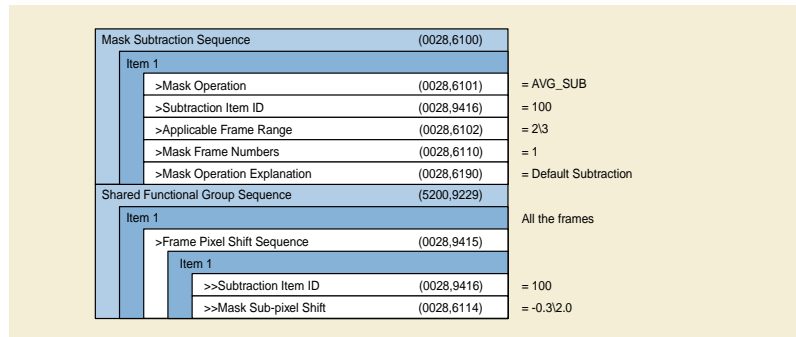 Mask Subtraction Sequence (0028,6100)
Item 1
>Mask Operation (0028,6101) = AVG_SUB
>Subtraction Item ID (0028,9416) = 100
>Applicable Frame Range (0028,6102) = 2\3
>Mask Frame Numbers (0028,6110) = 1
>Mask Operation Explanation (0028,6190) = Default Subtraction
Shared Functional Group Sequence (5200,9229)
Item 1 All the frames
>Frame Pixel Shift Sequence (0028,9415)
Item 1
>>Subtraction Item ID (0028,9416) = 100
>>Mask Sub-pixel Shift (0028,6114) = -0.3\2.0